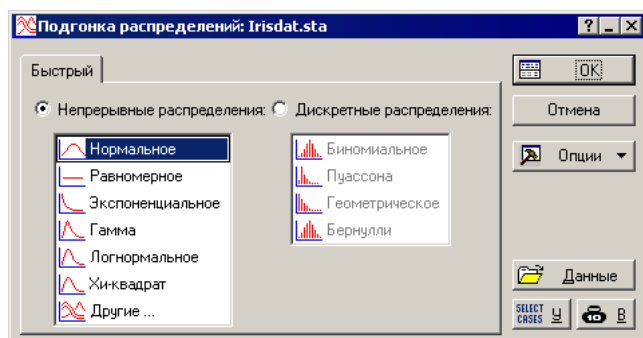 Подгонка распределений: Irisdat.sta
Быстрый
Непрерывные распределения:
Дискретные распределения:
Нормальное
Равномерное
Экспоненциальное
Гамма
Логнормальное
Хи-квадрат
Другие ...
Биномиальное
Пуассона
Геометрическое
Бернулли
OK
Отмена
Опции
Данные
SELECT CASES У
10 В